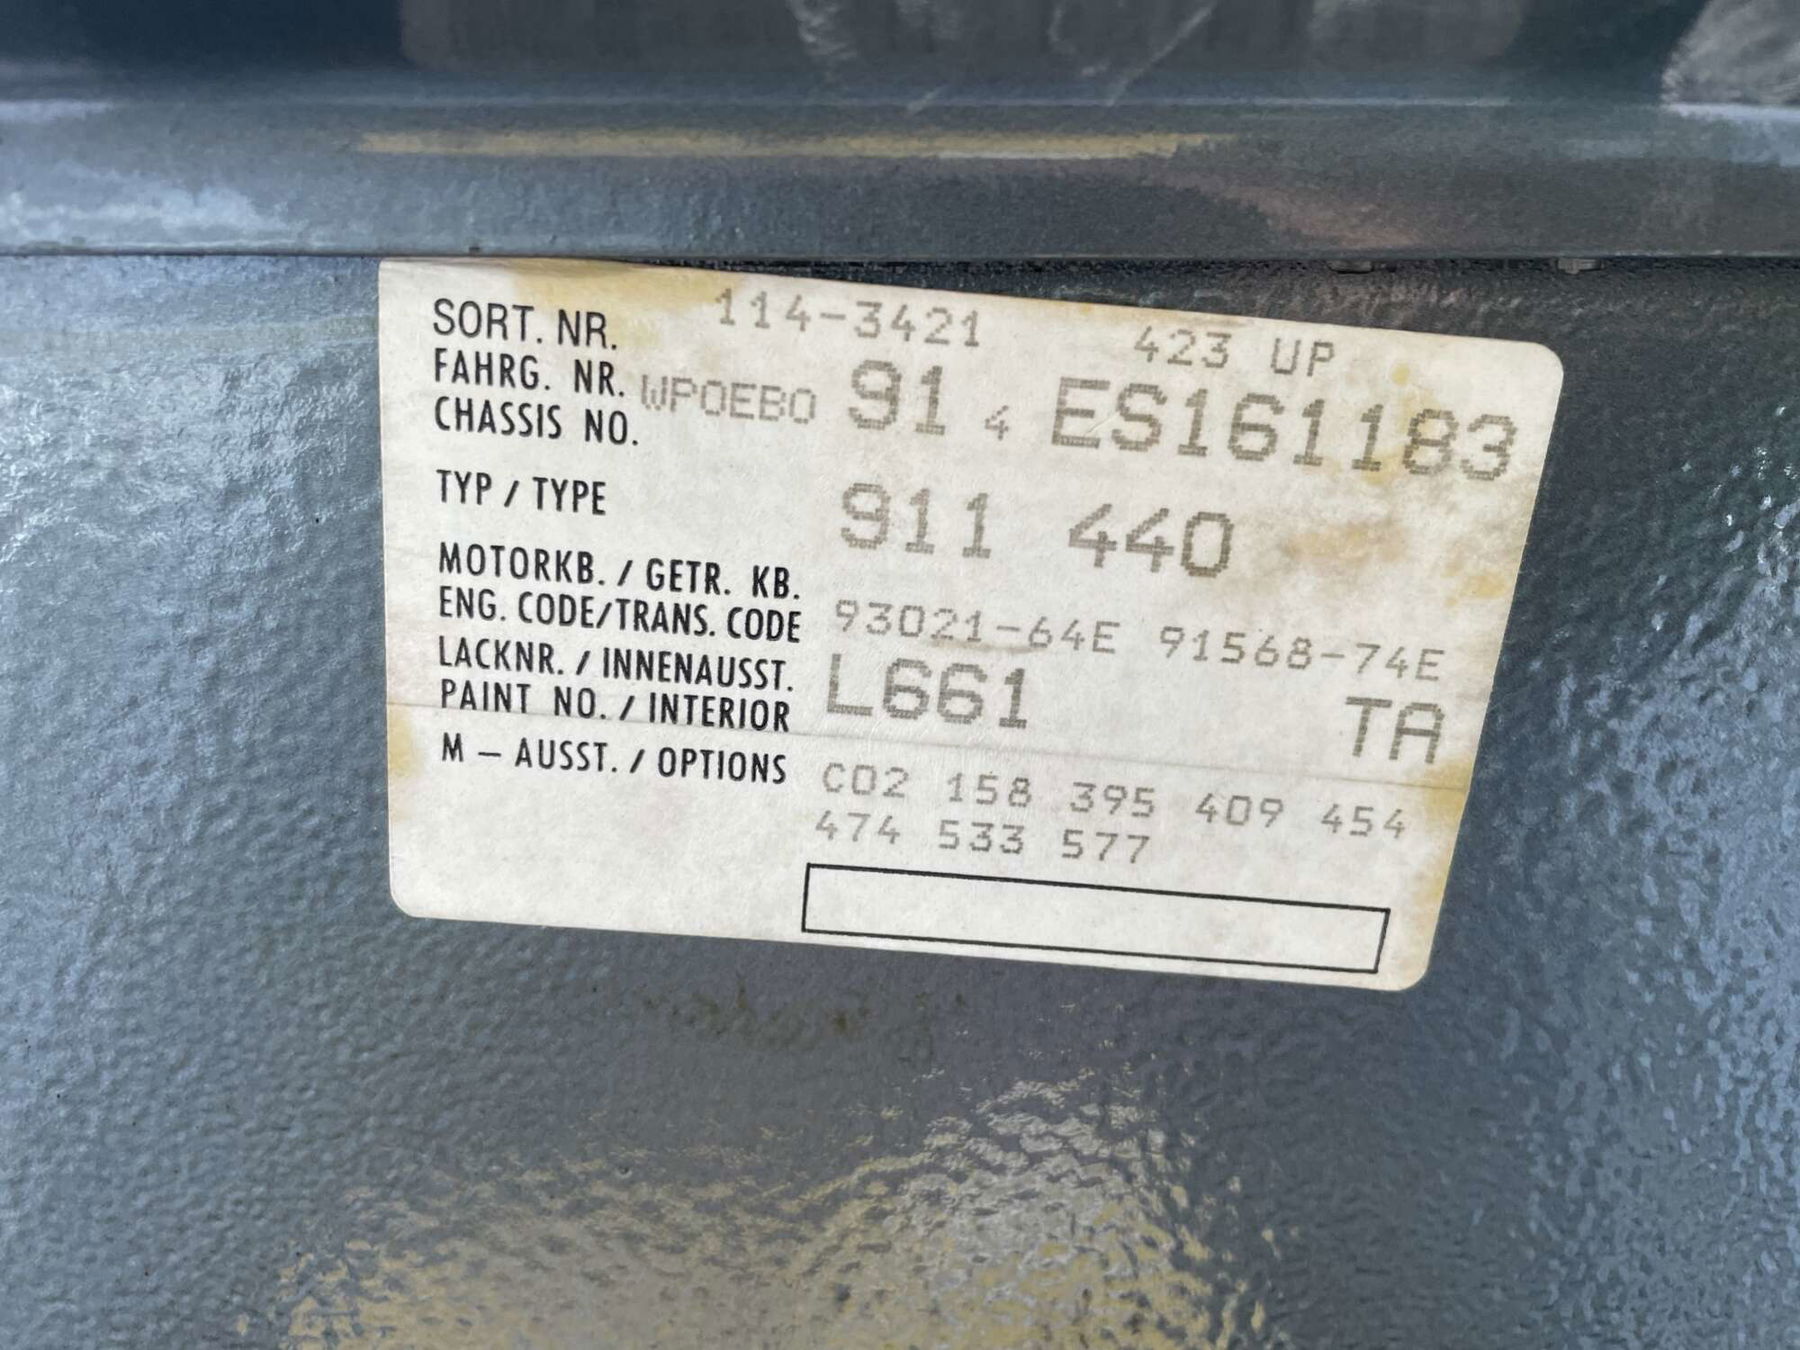 SORT. NR. 114-3421 423 UP
FAHRG. NR. WP0EB0 91 4 ES161183
CHASSIS NO.
TYP / TYPE 911 440
MOTORKB. / GETR. KB.
ENG. CODE/TRANS. CODE 93021-64E 91568-74E
LACKNR. / INNENAUSST.
PAINT NO. / INTERIOR L661 TA
M – AUSST. / OPTIONS C02 158 395 409 454
474 533 577